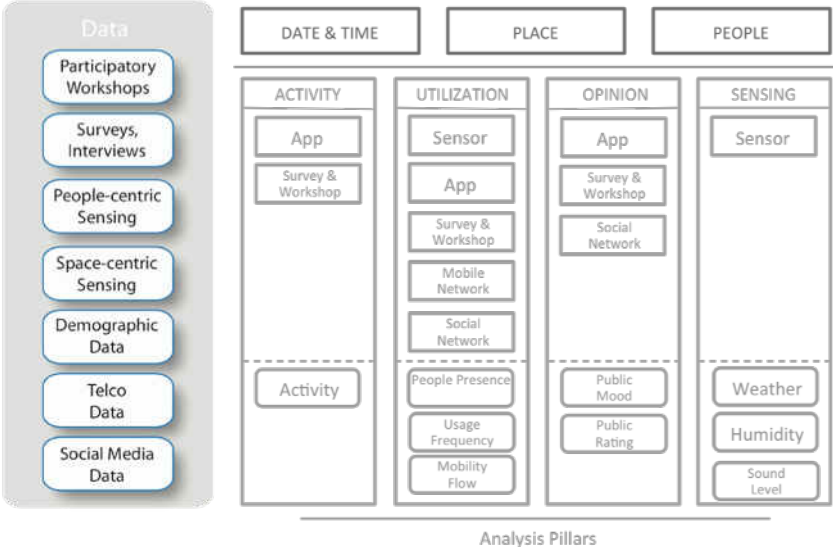 Data
Participatory
Workshops
Surveys,
Interviews
People-centric
Sensing
Space-centric
Sensing
Demographic
Data
Telco
Data
Social Media
Data
DATE & TIME
PLACE
PEOPLE
ACTIVITY
App
Survey &
Workshop
Activity
UTILIZATION
Sensor
App
Survey &
Workshop
Mobile
Network
Social
Network
People Presence
Usage
Frequency
Mobility
Flow
OPINION
App
Survey &
Workshop
Social
Network
Public
Mood
Public
Rating
SENSING
Sensor
Weather
Humidity
Sound
Level
Analysis Pillars